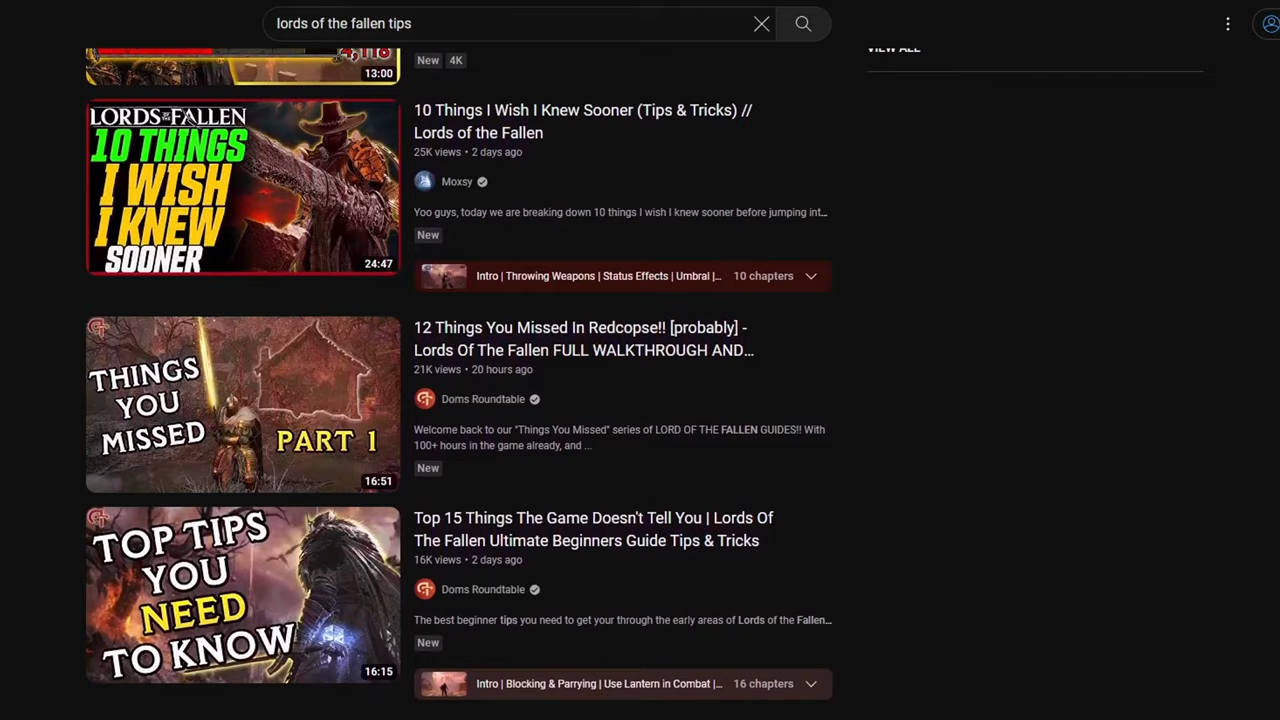 lords of the fallen tips
VIEW ALL
4,118
13:00
New
4K
LORDS OF THE FALLEN
10 THINGS
I WISH
I KNEW
SOONER
24:47
10 Things I Wish I Knew Sooner (Tips & Tricks) //
Lords of the Fallen
25K views • 2 days ago
Moxsy
Yoo guys, today we are breaking down 10 things I wish I knew sooner before jumping int...
New
Intro | Throwing Weapons | Status Effects | Umbral |...
10 chapters
THINGS
YOU
MISSED
PART 1
16:51
12 Things You Missed In Redcopse!! [probably] -
Lords Of The Fallen FULL WALKTHROUGH AND...
21K views • 20 hours ago
Doms Roundtable
Welcome back to our "Things You Missed" series of LORD OF THE FALLEN GUIDES!! With
100+ hours in the game already, and ...
New
TOP TIPS
YOU
NEED
TO KNOW
16:15
Top 15 Things The Game Doesn't Tell You | Lords Of
The Fallen Ultimate Beginners Guide Tips & Tricks
16K views • 2 days ago
Doms Roundtable
The best beginner tips you need to get your through the early areas of Lords of the Fallen...
New
Intro | Blocking & Parrying | Use Lantern in Combat |...
16 chapters